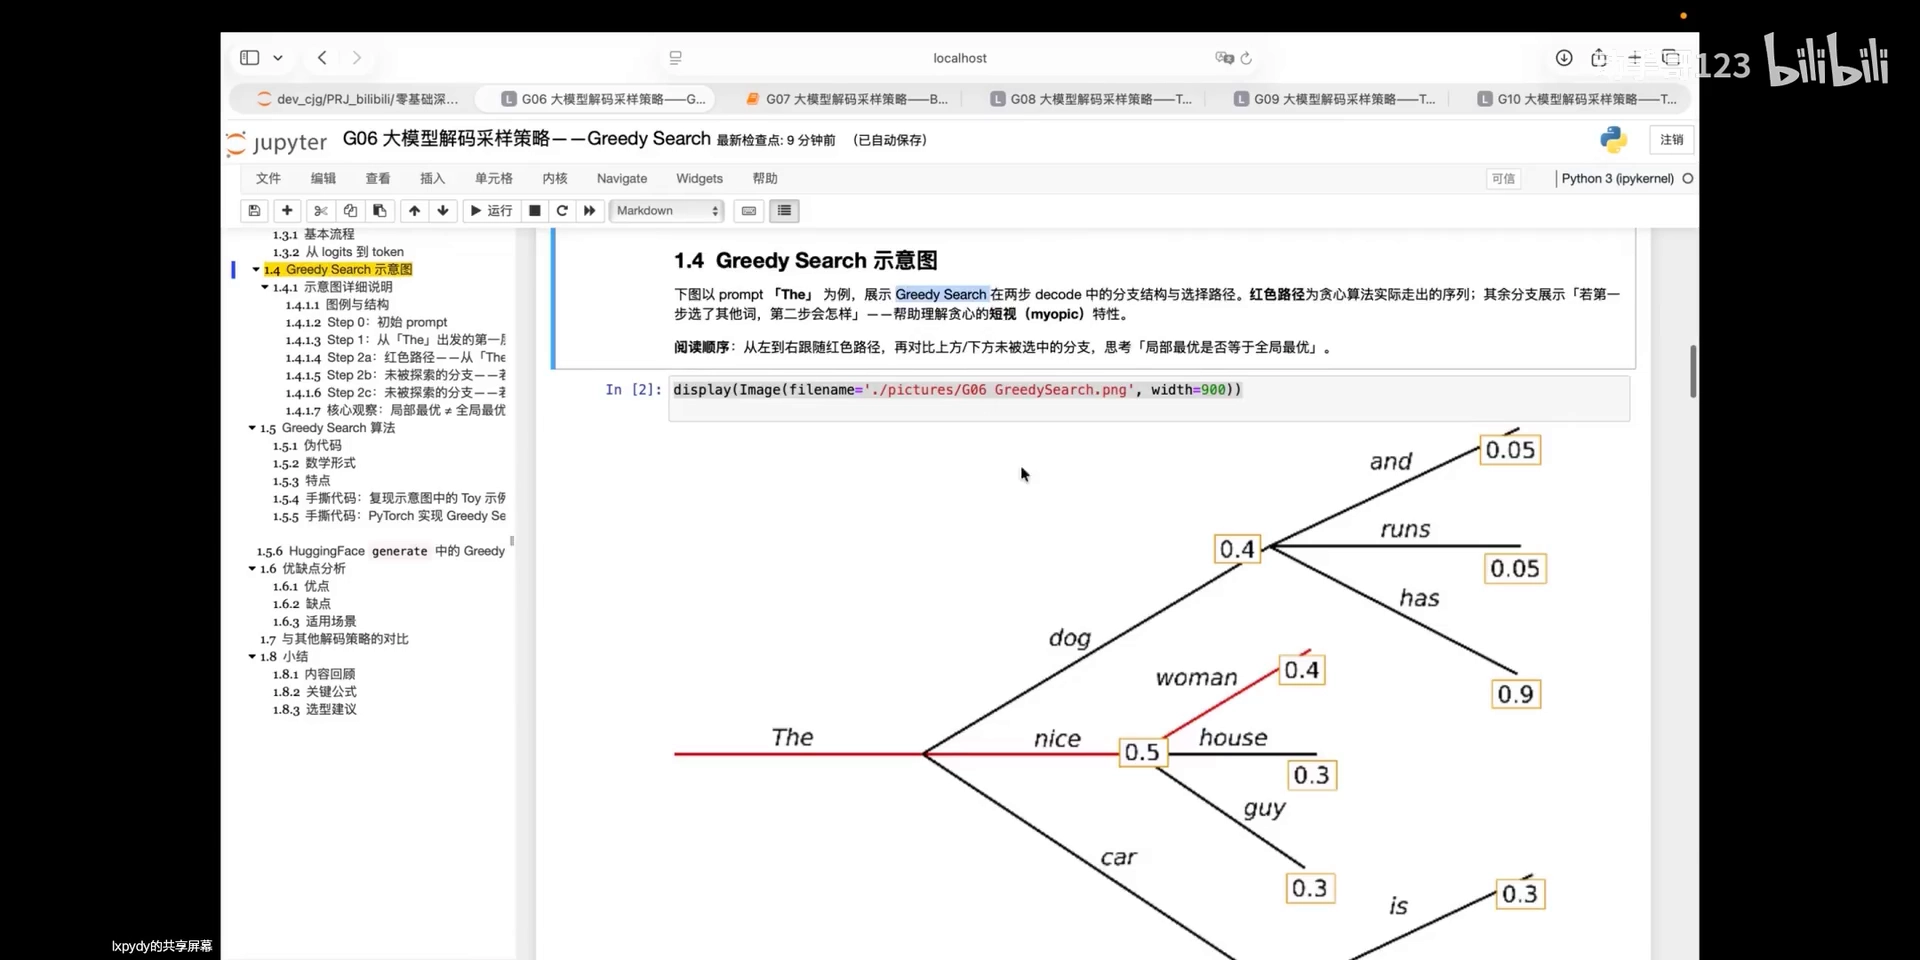 localhost
123 bilibili
dev_cjg/PRJ_bilibili/零基础深...
G06 大模型解码采样策略——G...
G07 大模型解码采样策略——B...
G08 大模型解码采样策略——T...
G09 大模型解码采样策略——T...
G10 大模型解码采样策略——T...
jupyter G06 大模型解码采样策略——Greedy Search 最新检查点: 9 分钟前 (已自动保存)
注销
文件 编辑 查看 插入 单元格 内核 Navigate Widgets 帮助
可信 Python 3 (ipykernel)
运行 Markdown
1.3.1 基本流程
1.3.2 从 logits 到 token
1.4 Greedy Search 示意图
1.4.1 示意图详细说明
1.4.1.1 图例与结构
1.4.1.2 Step 0：初始 prompt
1.4.1.3 Step 1：从「The」出发的第一层
1.4.1.4 Step 2a：红色路径——从「The
1.4.1.5 Step 2b：未被探索的分支——若
1.4.1.6 Step 2c：未被探索的分支——若
1.4.1.7 核心观察：局部最优 ≠ 全局最优
1.5 Greedy Search 算法
1.5.1 伪代码
1.5.2 数学形式
1.5.3 特点
1.5.4 手撕代码：复现示意图中的 Toy 示例
1.5.5 手撕代码：PyTorch 实现 Greedy Se
1.5.6 HuggingFace generate 中的 Greedy
1.6 优缺点分析
1.6.1 优点
1.6.2 缺点
1.6.3 适用场景
1.7 与其他解码策略的对比
1.8 小结
1.8.1 内容回顾
1.8.2 关键公式
1.8.3 选型建议
1.4 Greedy Search 示意图
下图以 prompt 「The」 为例，展示 Greedy Search 在两步 decode 中的分支结构与选择路径。红色路径为贪心算法实际走出的序列；其余分支展示「若第一
步选了其他词，第二步会怎样」——帮助理解贪心的短视（myopic）特性。
阅读顺序：从左到右跟随红色路径，再对比上方/下方未被选中的分支，思考「局部最优是否等于全局最优」。
In [2]: display(Image(filename='./pictures/G06 GreedySearch.png', width=900))
and
0.05
runs
0.4
0.05
has
dog
woman
0.4
0.9
The
nice
0.5
house
0.3
guy
car
0.3
is
0.3
lxpydy的共享屏幕